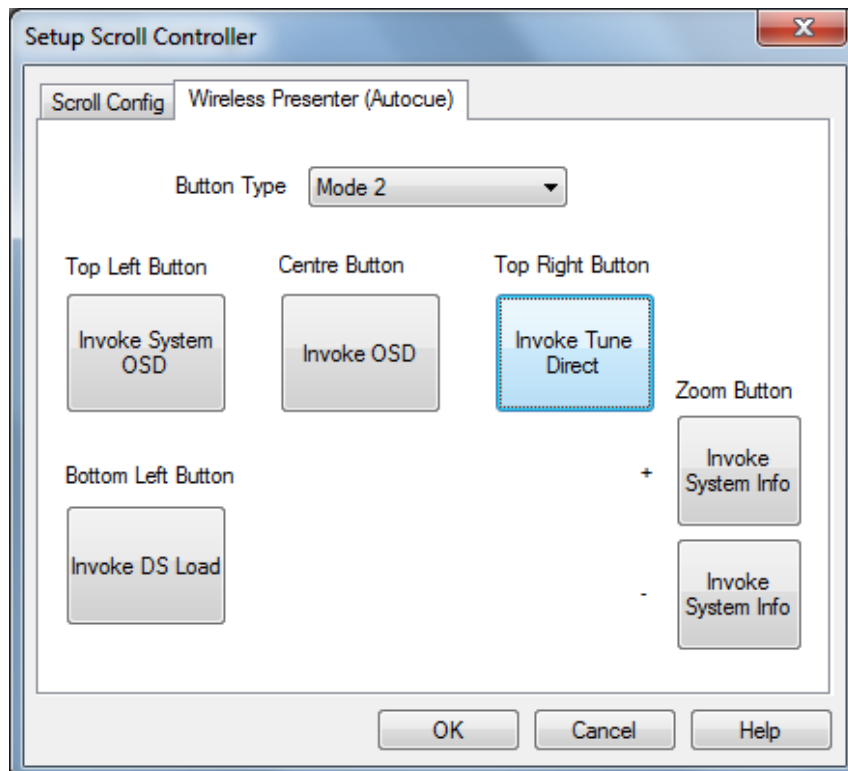 Setup Scroll Controller
X
Scroll Config
Wireless Presenter (Autocue)
Button Type
Mode 2
Top Left Button
Centre Button
Top Right Button
Invoke System
OSD
Invoke OSD
Invoke Tune
Direct
Zoom Button
+
Invoke
System Info
Bottom Left Button
Invoke DS Load
-
Invoke
System Info
OK
Cancel
Help